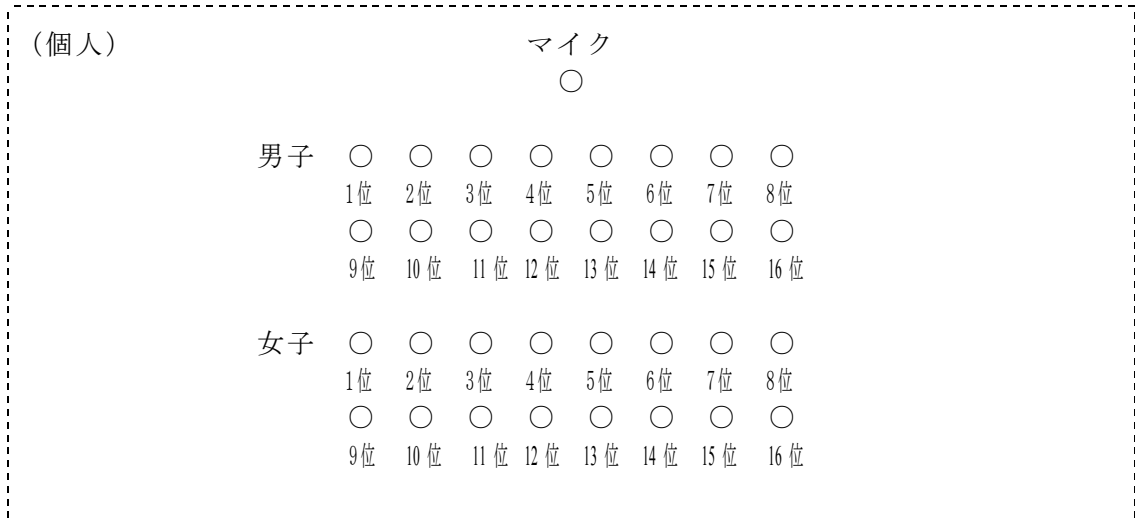 （個人） マイク
○
男子 ○ ○ ○ ○ ○ ○ ○ ○
1位 2位 3位 4位 5位 6位 7位 8位
○ ○ ○ ○ ○ ○ ○ ○
9位 10位 11位 12位 13位 14位 15位 16位
女子 ○ ○ ○ ○ ○ ○ ○ ○
1位 2位 3位 4位 5位 6位 7位 8位
○ ○ ○ ○ ○ ○ ○ ○
9位 10位 11位 12位 13位 14位 15位 16位